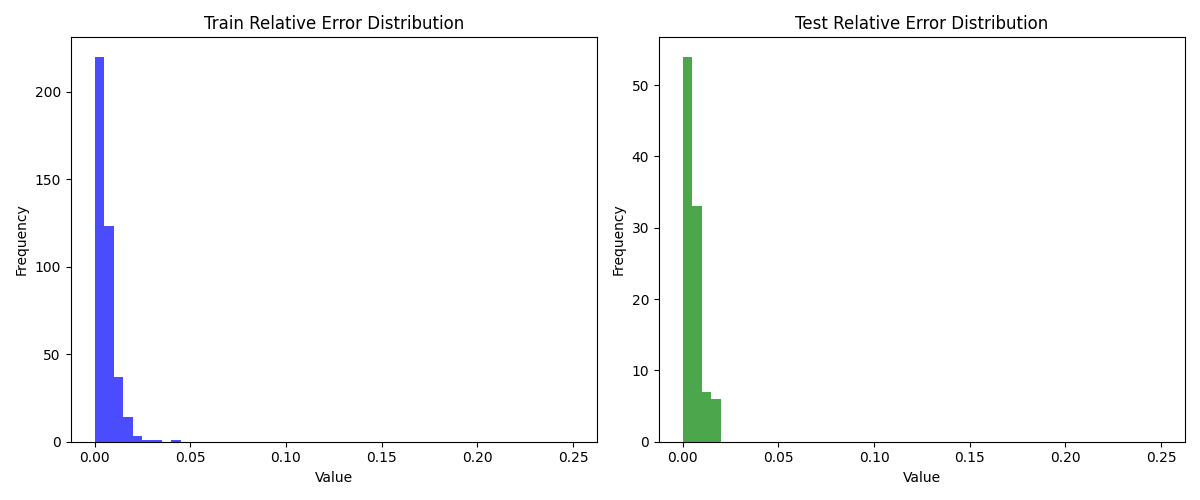 Train Relative Error Distribution
Frequency
200
150
100
50
0
0.00 0.05 0.10 0.15 0.20 0.25
Value
Test Relative Error Distribution
Frequency
50
40
30
20
10
0
0.00 0.05 0.10 0.15 0.20 0.25
Value